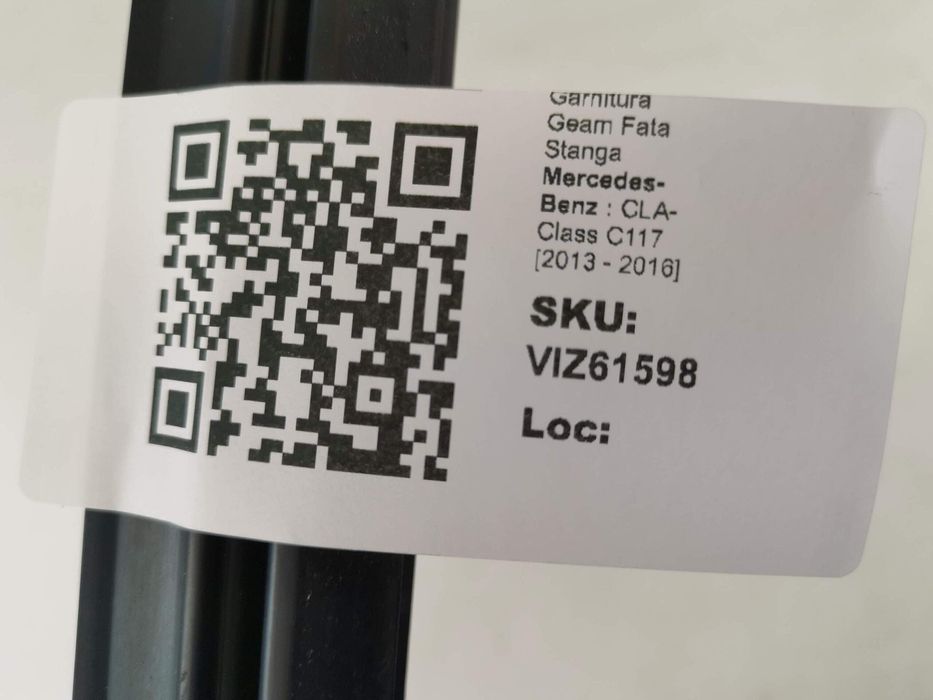 Garnitura
Geam Fata
Stanga
Mercedes-
Benz : CLA-
Class C117
[2013 - 2016]
SKU:
VIZ61598
Loc: